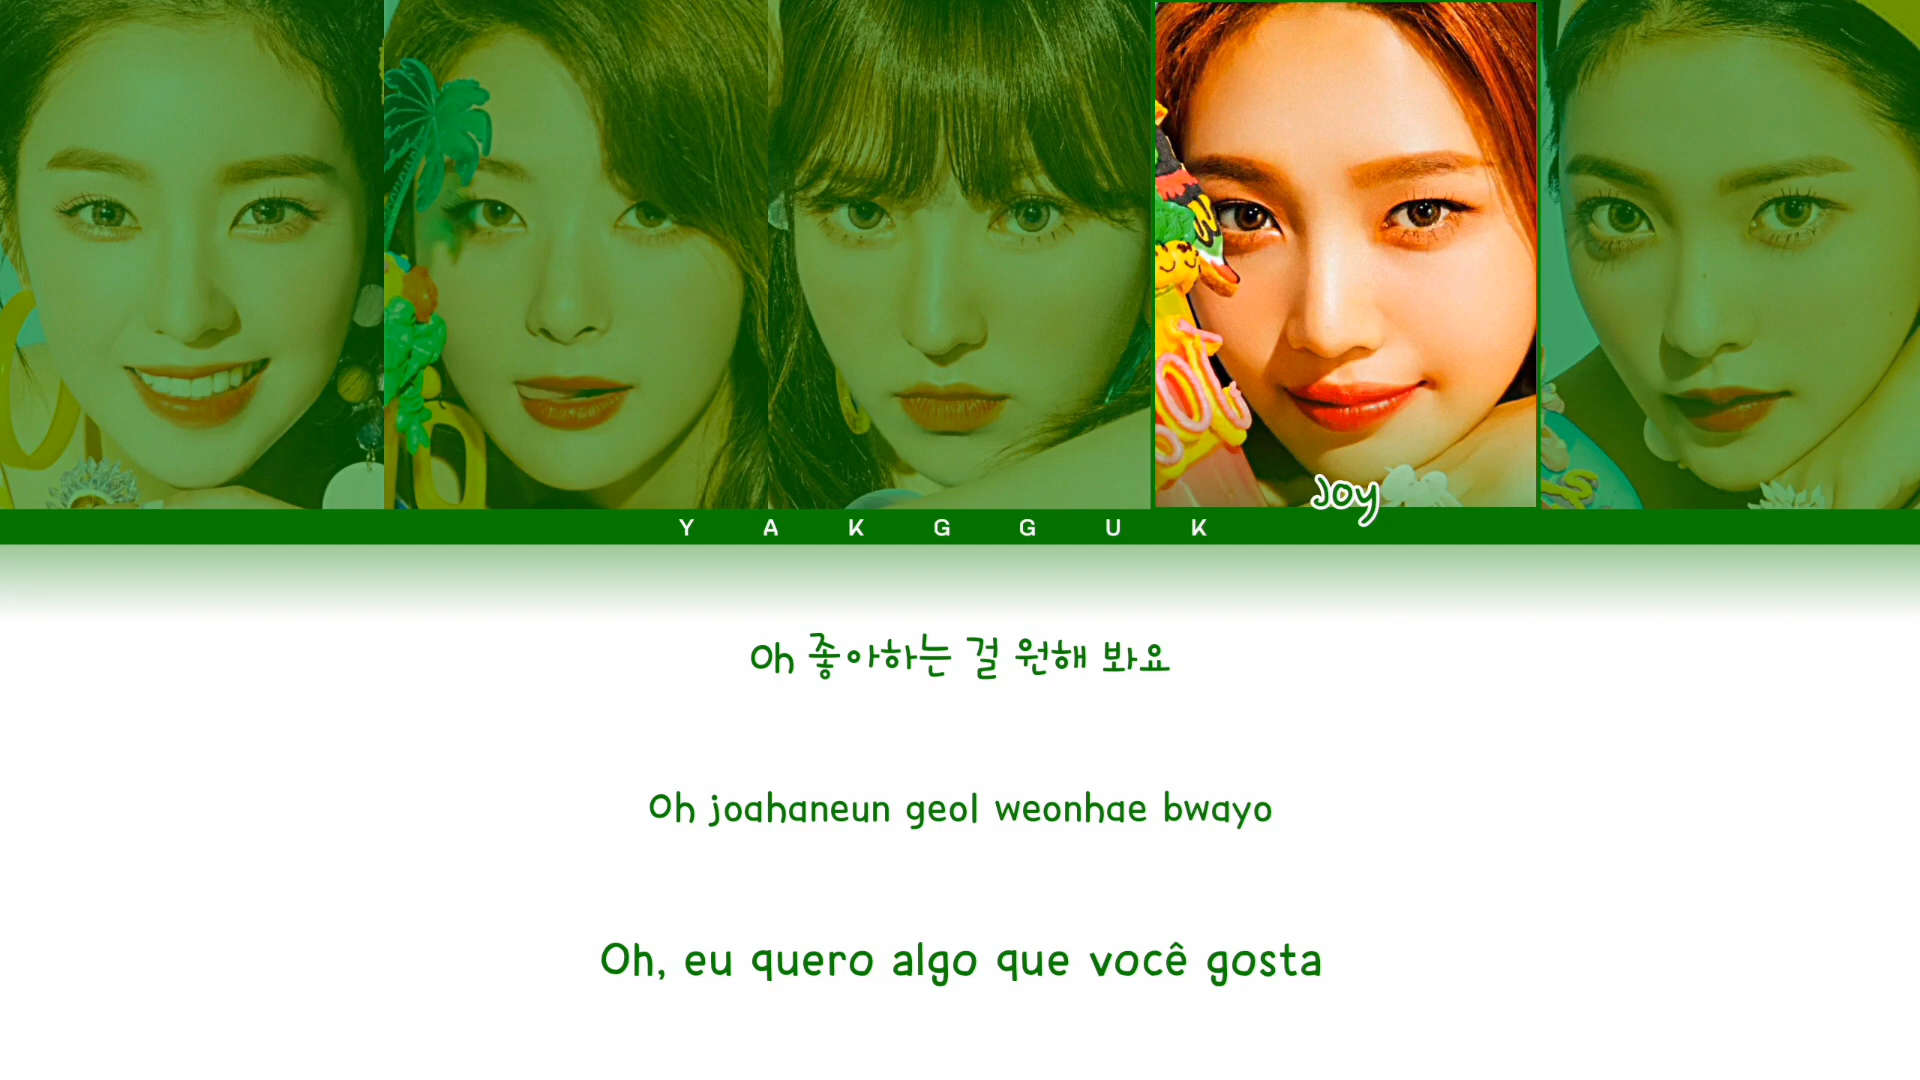 Joy
YAKGGUK
Oh 좋아하는 걸 원해 봐요
Oh joahaneun geol weonhae bwayo
Oh, eu quero algo que você gosta